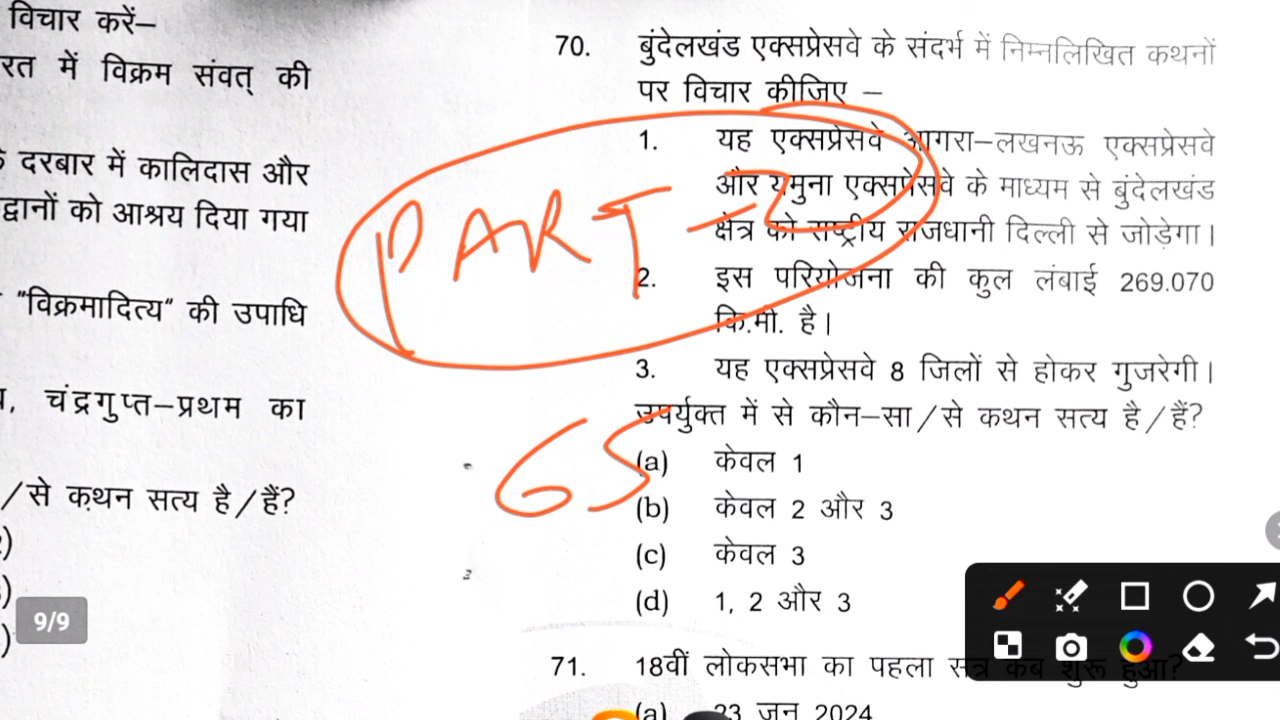 विचार करें–
रत में विक्रम संवत् की
दरबार में कालिदास और
द्वानों को आश्रय दिया गया
"विक्रमादित्य" की उपाधि
चंद्रगुप्त–प्रथम का
/से कथन सत्य है/हैं?
9/9
70. बुंदेलखंड एक्सप्रेसवे के संदर्भ में निम्नलिखित कथनों
पर विचार कीजिए –
1. यह एक्सप्रेसवे आगरा–लखनऊ एक्सप्रेसवे
और यमुना एक्सप्रेसवे के माध्यम से बुंदेलखंड
क्षेत्र को राष्ट्रीय राजधानी दिल्ली से जोड़ेगा।
2. इस परियोजना की कुल लंबाई 269.070
कि.मी. है।
3. यह एक्सप्रेसवे 8 जिलों से होकर गुजरेगी।
उपर्युक्त में से कौन–सा/से कथन सत्य है/हैं?
(a) केवल 1
(b) केवल 2 और 3
(c) केवल 3
(d) 1, 2 और 3
71. 18वीं लोकसभा का पहला सत्र कब शुरू हुआ?
(a) 23 जून 2024
PART-2
GS